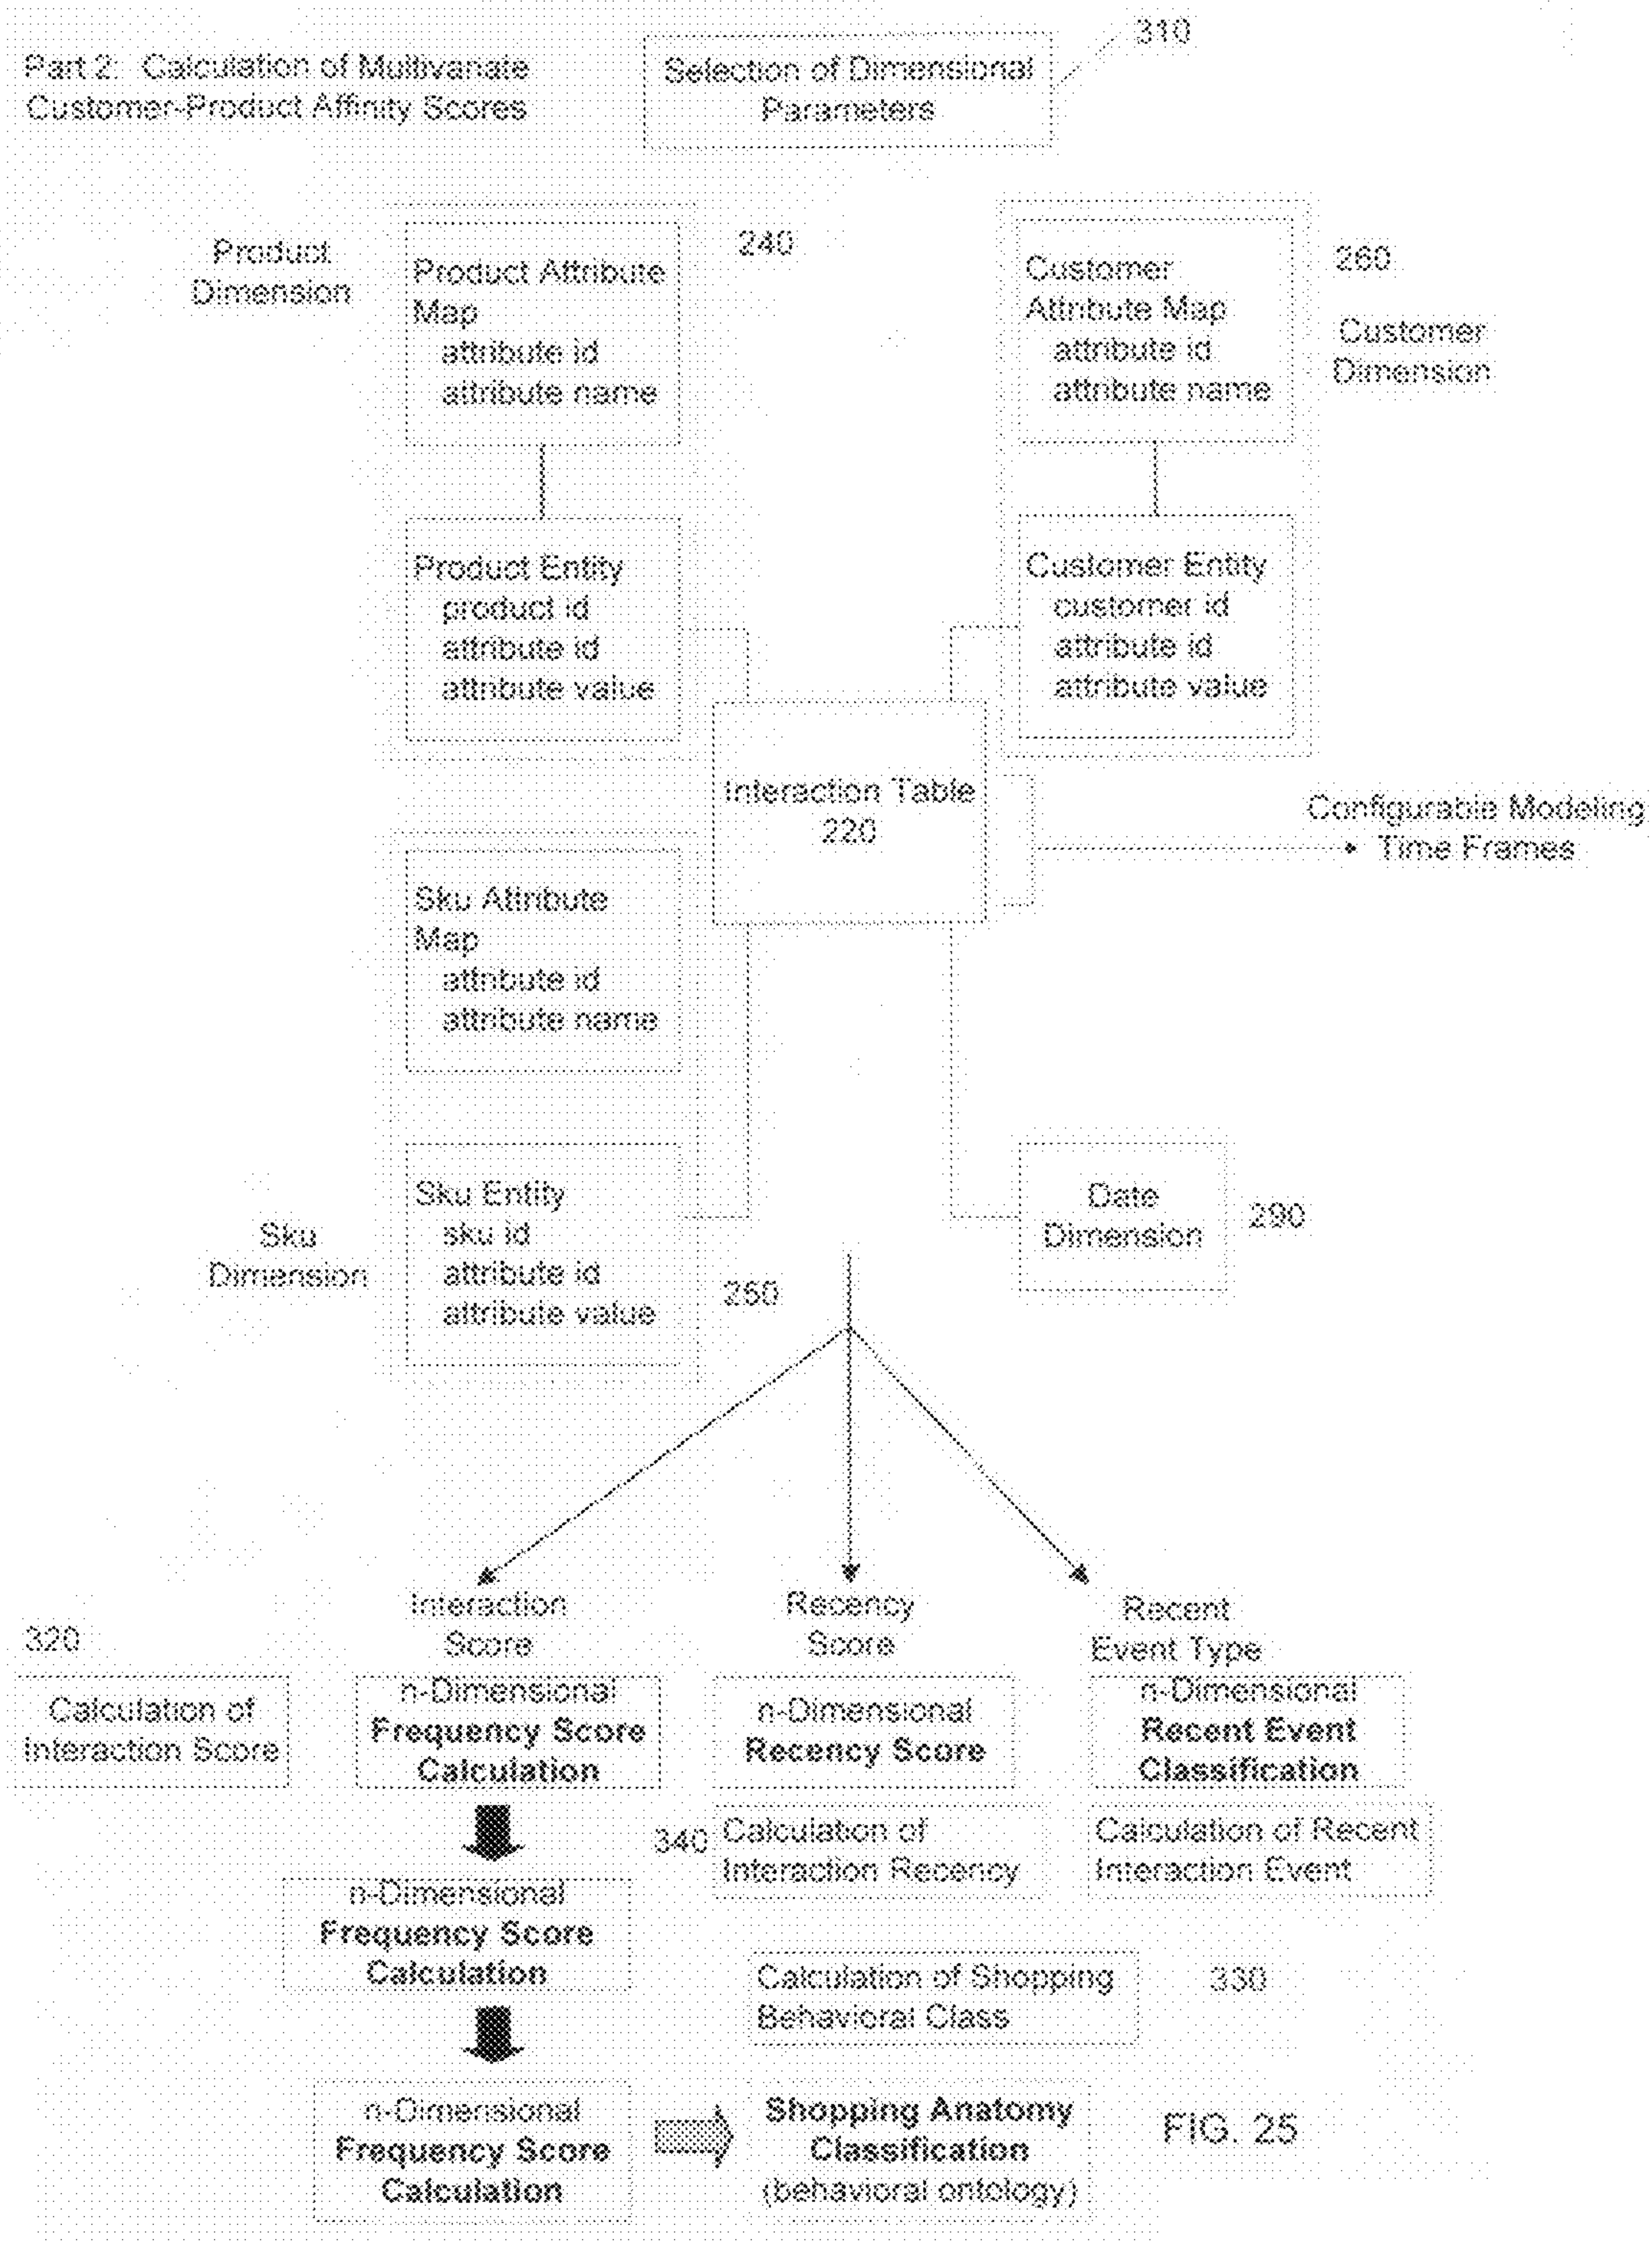 Part 2: Calculation of Multivariate
Customer-Product Affinity Scores
Selection of Dimensional
Parameters
310
Product
Dimension
Product Attribute
Map
attribute id
attribute name
240
Customer
Attribute Map
attribute id
attribute name
260
Customer
Dimension
Product Entity
product id
attribute id
attribute value
Customer Entity
customer id
attribute id
attribute value
Interaction Table
220
Configurable Modeling
Time Frames
Sku Attribute
Map
attribute id
attribute name
Sku
Dimension
Sku Entity
sku id
attribute id
attribute value
250
Date
Dimension
290
Interaction
Score
Recency
Score
Recent
Event Type
320
Calculation of
Interaction Score
n-Dimensional
Frequency Score
Calculation
n-Dimensional
Recency Score
n-Dimensional
Recent Event
Classification
340
Calculation of
Interaction Recency
Calculation of Recent
Interaction Event
n-Dimensional
Frequency Score
Calculation
Calculation of Shopping
Behavioral Class
330
n-Dimensional
Frequency Score
Calculation
Shopping Anatomy
Classification
(behavioral ontology)
FIG. 25